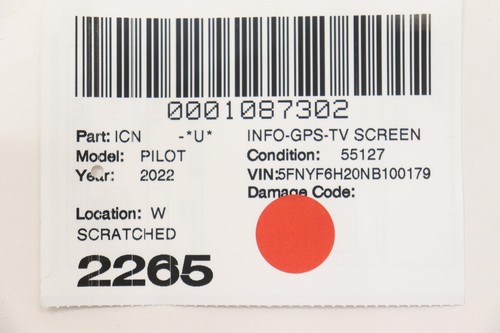 0001087302
Part: ICN -*U* INFO-GPS-TV SCREEN
Model: PILOT Condition: 55127
Year: 2022 VIN:5FNYF6H20NB100179
Damage Code:
Location: W
SCRATCHED
2265